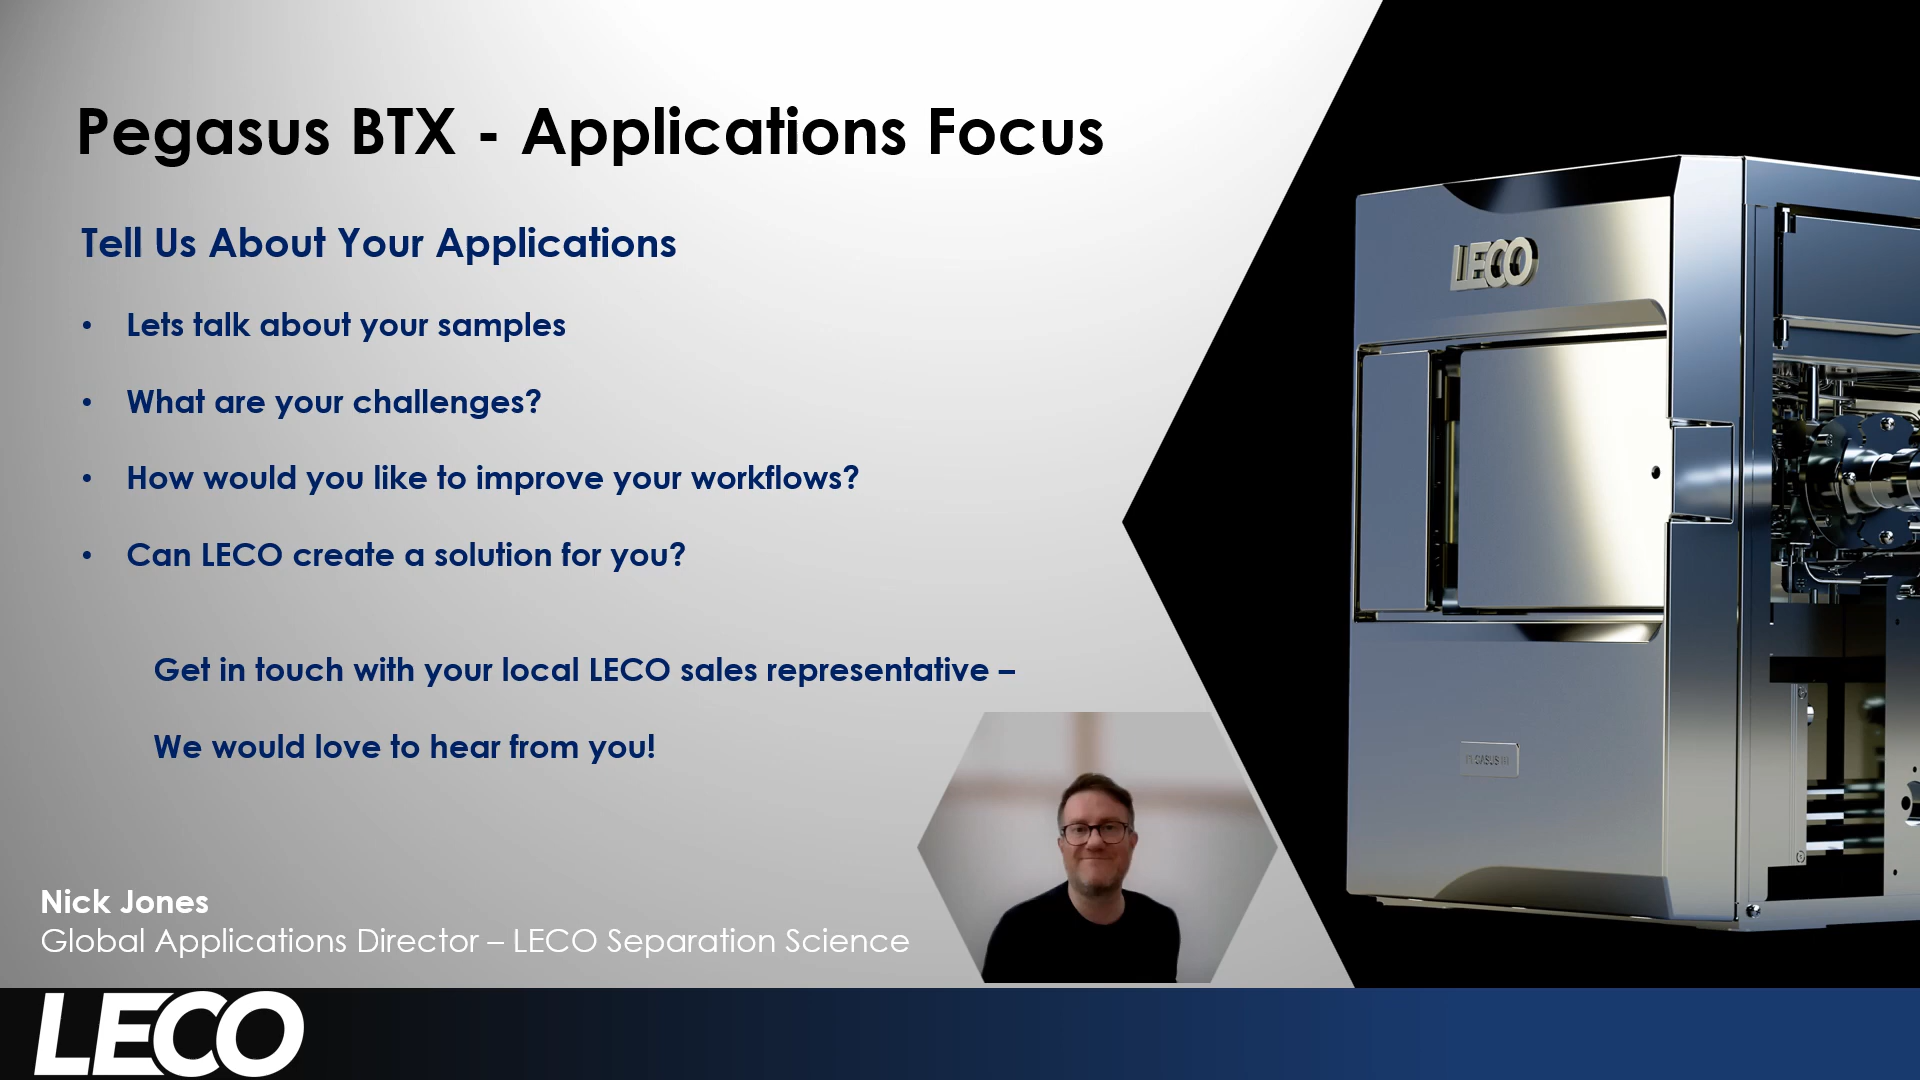 Pegasus BTX - Applications Focus
Tell Us About Your Applications
• Lets talk about your samples
• What are your challenges?
• How would you like to improve your workflows?
• Can LECO create a solution for you?
Get in touch with your local LECO sales representative –
We would love to hear from you!
Nick Jones
Global Applications Director – LECO Separation Science
LECO
LECO